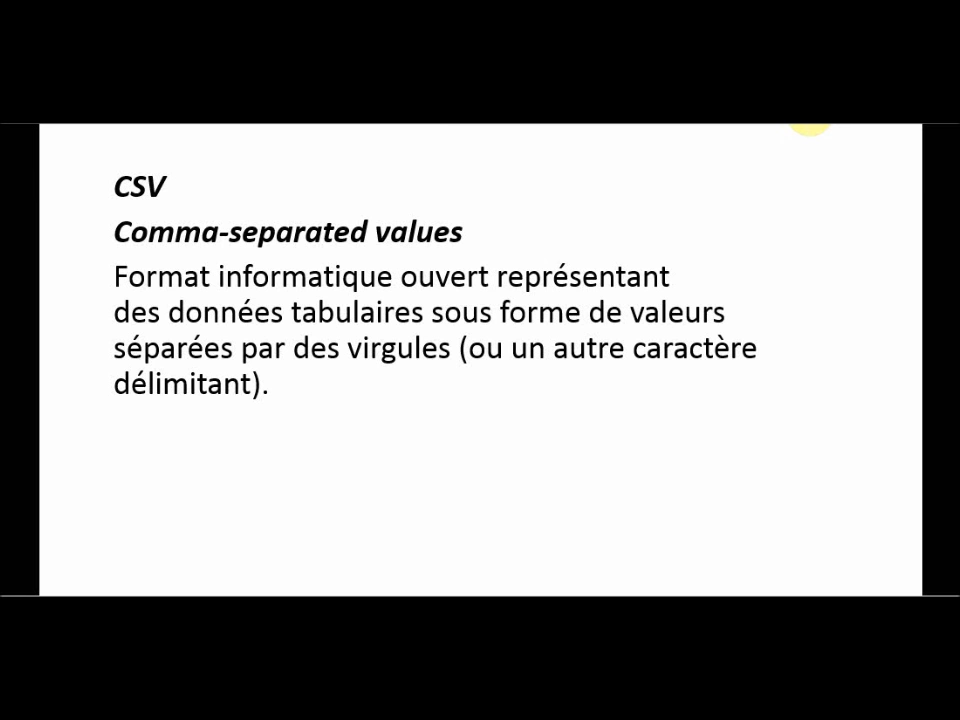 CSV
Comma-separated values
Format informatique ouvert représentant
des données tabulaires sous forme de valeurs
séparées par des virgules (ou un autre caractère
délimitant).